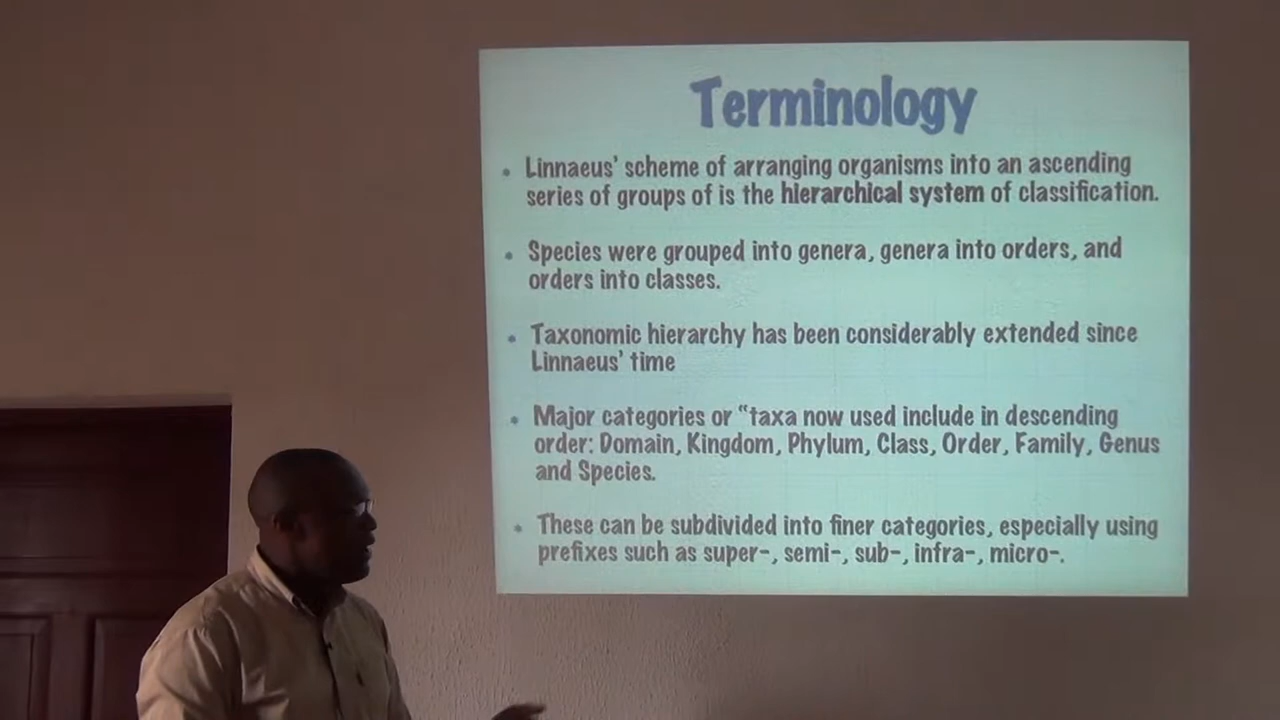 Terminology
• Linnaeus' scheme of arranging organisms into an ascending
series of groups of is the hierarchical system of classification.
• Species were grouped into genera, genera into orders, and
orders into classes.
• Taxonomic hierarchy has been considerably extended since
Linnaeus' time
• Major categories or "taxa now used include in descending
order: Domain, Kingdom, Phylum, Class, Order, Family, Genus
and Species.
• These can be subdivided into finer categories, especially using
prefixes such as super-, semi-, sub-, infra-, micro-.